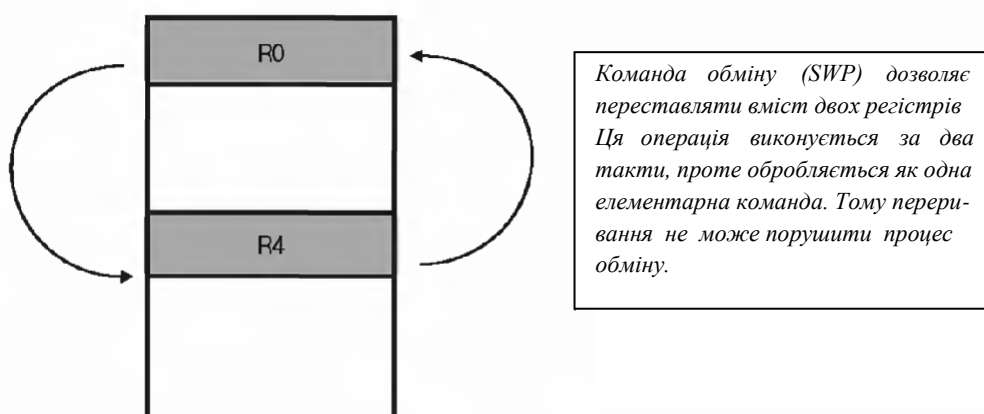 R0
R4
Команда обміну (SWP) дозволяє
переставляти вміст двох регістрів
Ця операція виконується за два
такти, проте обробляється як одна
елементарна команда. Тому перери-
вання не може порушити процес
обміну.